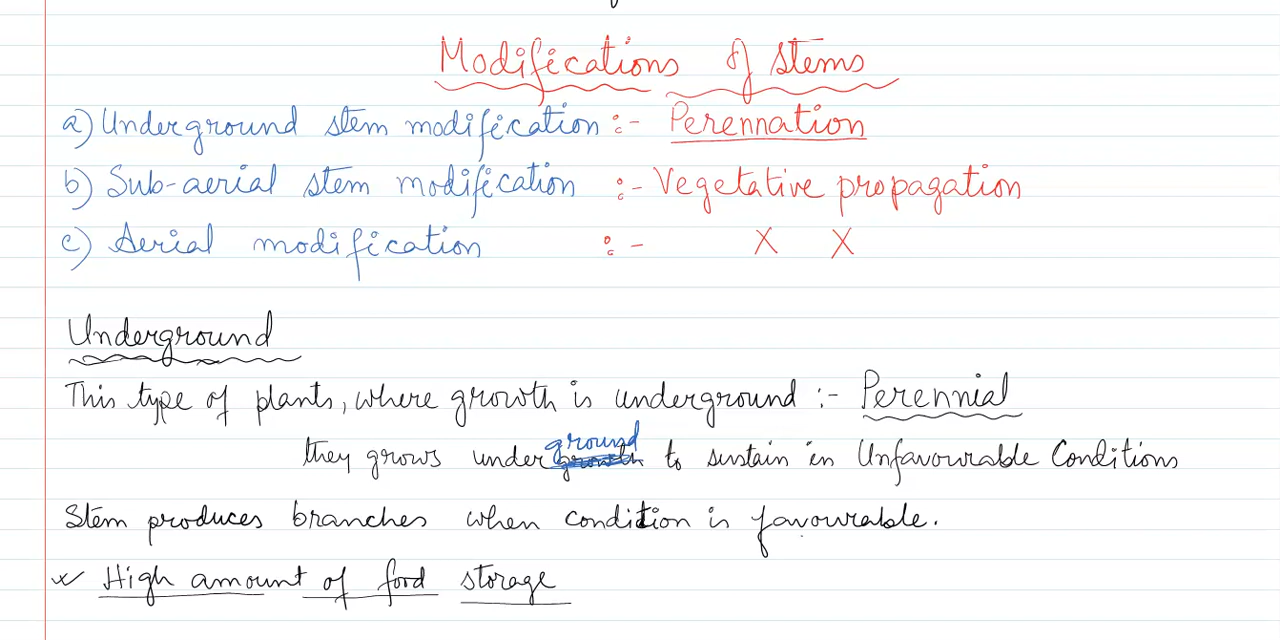 Modifications of stems
a) Underground stem modification :- Perennation
b) Sub-aerial stem modification :- Vegetative propagation
c) Aerial modification :- X X
Underground
This type of plants, where growth is underground :- Perennial
they grows underground to sustain in Unfavourable Conditions
Stem produces branches when condition is favourable.
* High amount of food storage